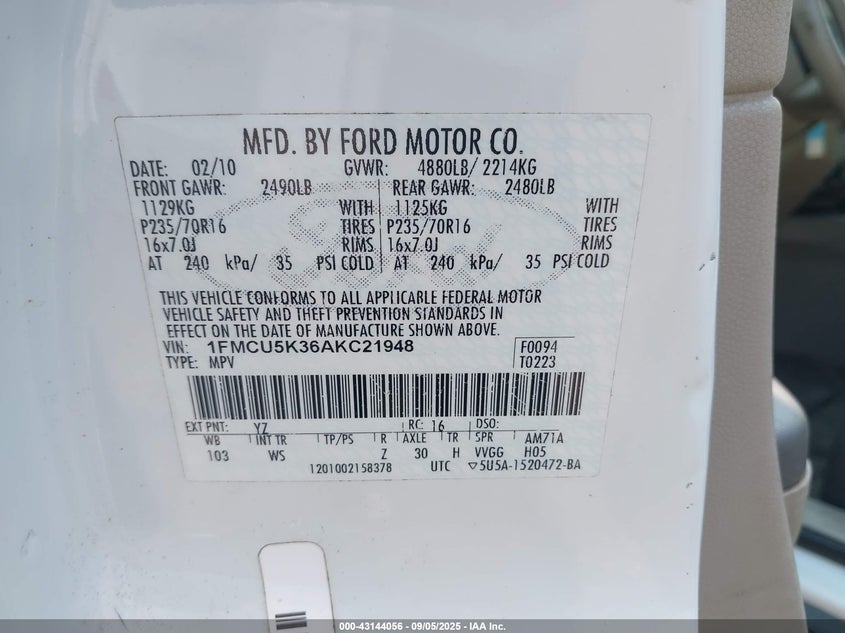 MFD. BY FORD MOTOR CO.
DATE: 02/10 GVWR: 4880LB/ 2214KG
FRONT GAWR: 2490LB REAR GAWR: 2480LB
1129KG WITH 1125KG WITH
P235/70R16 TIRES P235/70R16 TIRES
16x7.0J RIMS 16x7.0J RIMS
AT 240 kPa/ 35 PSI COLD AT 240 kPa/ 35 PSI COLD
Ford
THIS VEHICLE CONFORMS TO ALL APPLICABLE FEDERAL MOTOR
VEHICLE SAFETY AND THEFT PREVENTION STANDARDS IN
EFFECT ON THE DATE OF MANUFACTURE SHOWN ABOVE.
VIN: 1FMCU5K36AKC21948 F0094
TYPE: MPV T0223
EXT PNT: YZ RC: 16 DSO:
WB INT TR TP/PS R AXLE TR SPR AM71A
103 WS Z 30 H VVGG H05
1201002158378 UTC ▽5U5A-1520472-BA
000-43144056 - 09/05/2025 - IAA Inc.